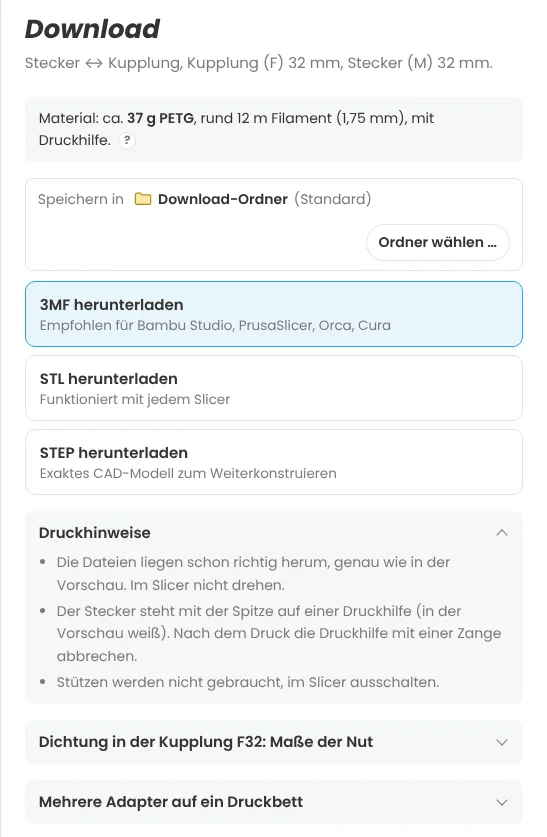 Download
Stecker ↔ Kupplung, Kupplung (F) 32 mm, Stecker (M) 32 mm.
Material: ca. 37 g PETG, rund 12 m Filament (1,75 mm), mit
Druckhilfe. ?
Speichern in Download-Ordner (Standard)
Ordner wählen ...
3MF herunterladen
Empfohlen für Bambu Studio, PrusaSlicer, Orca, Cura
STL herunterladen
Funktioniert mit jedem Slicer
STEP herunterladen
Exaktes CAD-Modell zum Weiterkonstruieren
Druckhinweise
• Die Dateien liegen schon richtig herum, genau wie in der
Vorschau. Im Slicer nicht drehen.
• Der Stecker steht mit der Spitze auf einer Druckhilfe (in der
Vorschau weiß). Nach dem Druck die Druckhilfe mit einer Zange
abbrechen.
• Stützen werden nicht gebraucht, im Slicer ausschalten.
Dichtung in der Kupplung F32: Maße der Nut
Mehrere Adapter auf ein Druckbett